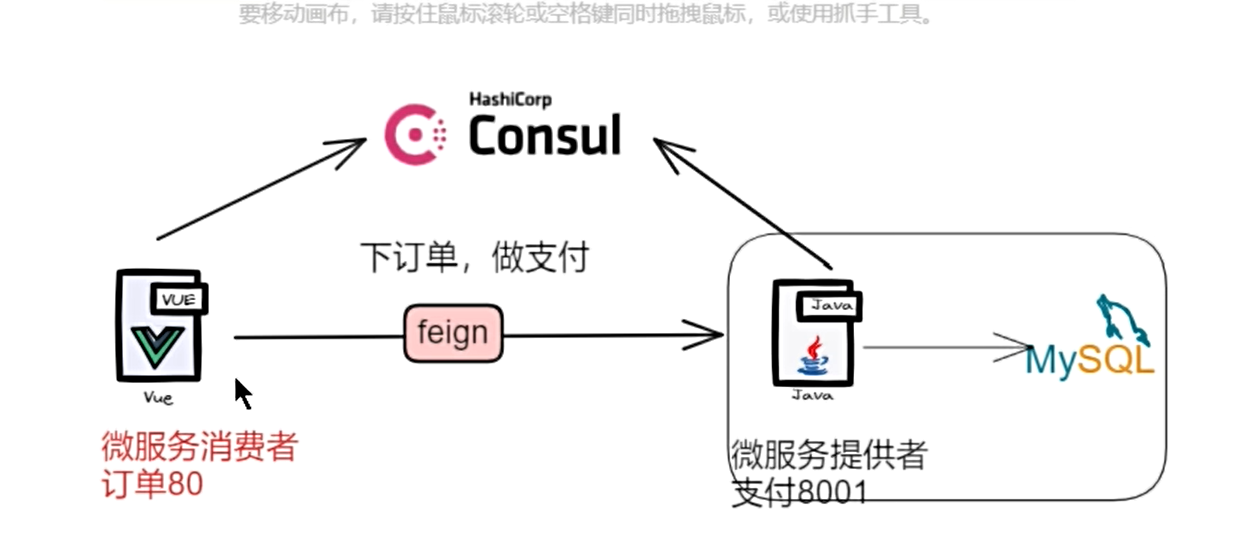 要移动画布，请按住鼠标滚轮或空格键同时拖拽鼠标，或使用抓手工具。
HashiCorp
Consul
下订单，做支付
VUE
Java
feign
MySQL
Vue
Java
微服务消费者
订单80
微服务提供者
支付8001